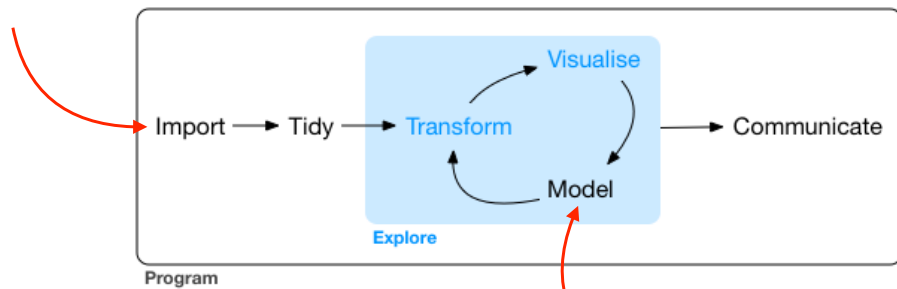 Visualise
Import Tidy Transform Communicate
Model
Explore
Program